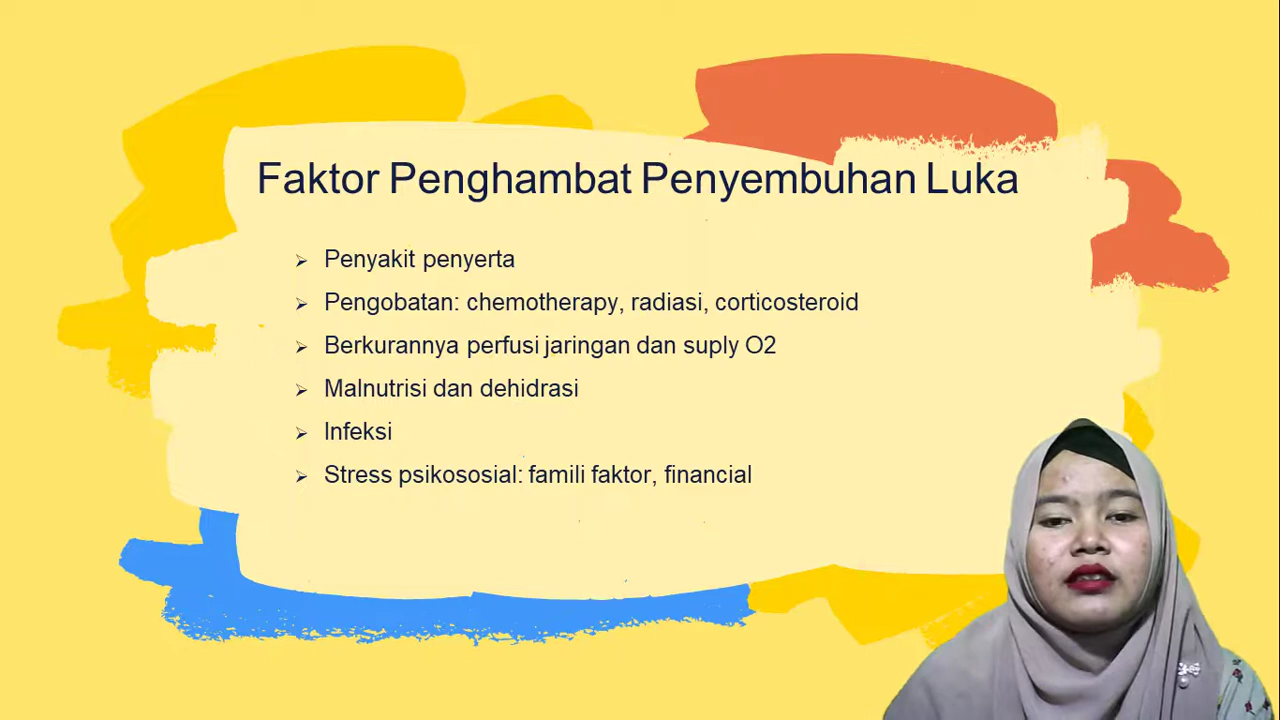 Faktor Penghambat Penyembuhan Luka
Penyakit penyerta
Pengobatan: chemotherapy, radiasi, corticosteroid
Berkurannya perfusi jaringan dan suply O2
Malnutrisi dan dehidrasi
Infeksi
Stress psikososial: famili faktor, financial